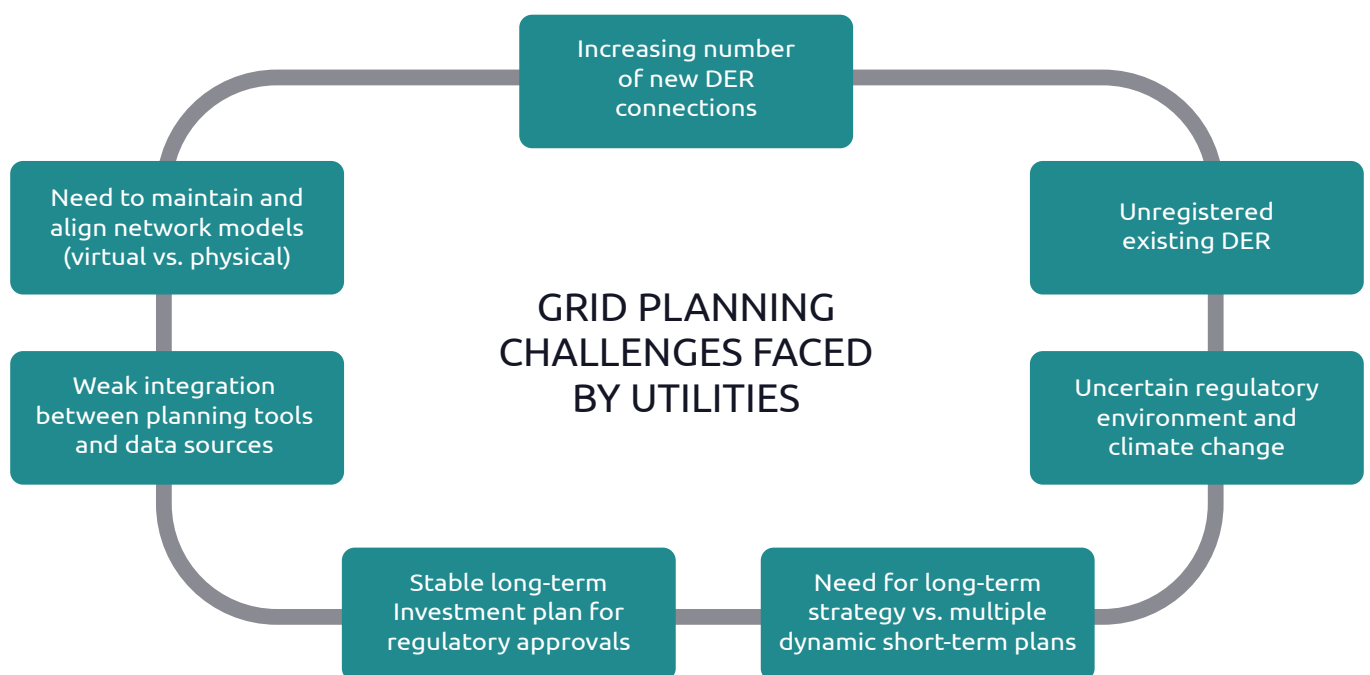 Increasing number
of new DER
connections
Need to maintain and
align network models
(virtual vs. physical)
Unregistered
existing DER
GRID PLANNING
CHALLENGES FACED
BY UTILITIES
Weak integration
between planning tools
and data sources
Uncertain regulatory
environment and
climate change
Stable long-term
Investment plan for
regulatory approvals
Need for long-term
strategy vs. multiple
dynamic short-term plans